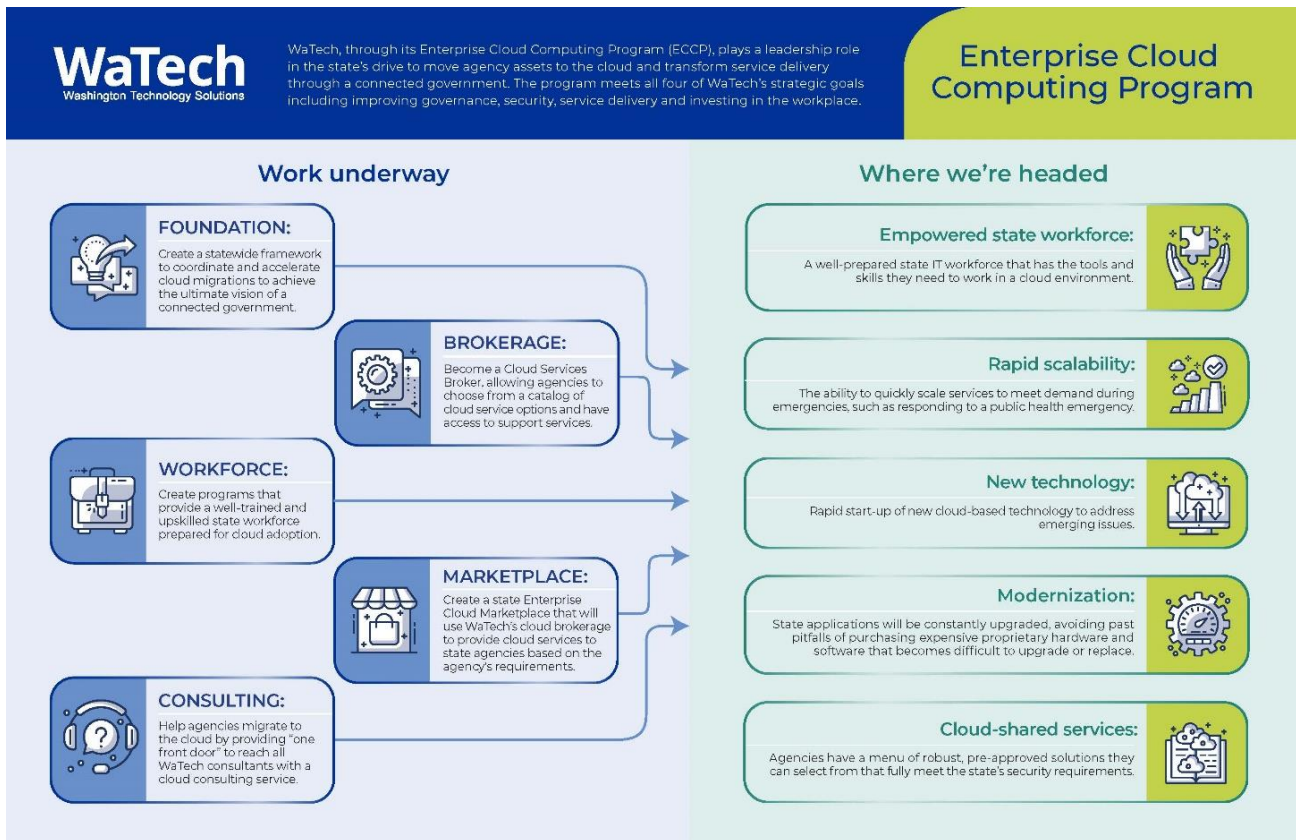 WaTech
Washington Technology Solutions
WaTech, through its Enterprise Cloud Computing Program (ECCP), plays a leadership role
in the state's drive to move agency assets to the cloud and transform service delivery
through a connected government. The program meets all four of WaTech's strategic goals
including improving governance, security, service delivery and investing in the workplace.
Enterprise Cloud
Computing Program
Work underway
FOUNDATION:
Create a statewide framework
to coordinate and accelerate
cloud migrations to achieve
the ultimate vision of a
connected government.
BROKERAGE:
Become a Cloud Services
Broker, allowing agencies to
choose from a catalog of
cloud service options and have
access to support services.
WORKFORCE:
Create programs that
provide a well-trained and
upskilled state workforce
prepared for cloud adoption.
MARKETPLACE:
Create a state Enterprise
Cloud Marketplace that will
use WaTech's cloud brokerage
to provide cloud services to
state agencies based on the
agency's requirements.
CONSULTING:
Help agencies migrate to
the cloud by providing "one
front door" to reach all
WaTech consultants with a
cloud consulting service.
Where we're headed
Empowered state workforce:
A well-prepared state IT workforce that has the tools and
skills they need to work in a cloud environment.
Rapid scalability:
The ability to quickly scale services to meet demand during
emergencies, such as responding to a public health emergency.
New technology:
Rapid start-up of new cloud-based technology to address
emerging issues.
Modernization:
State applications will be constantly upgraded, avoiding past
pitfalls of purchasing expensive proprietary hardware and
software that becomes difficult to upgrade or replace.
Cloud-shared services:
Agencies have a menu of robust, pre-approved solutions they
can select from that fully meet the state's security requirements.